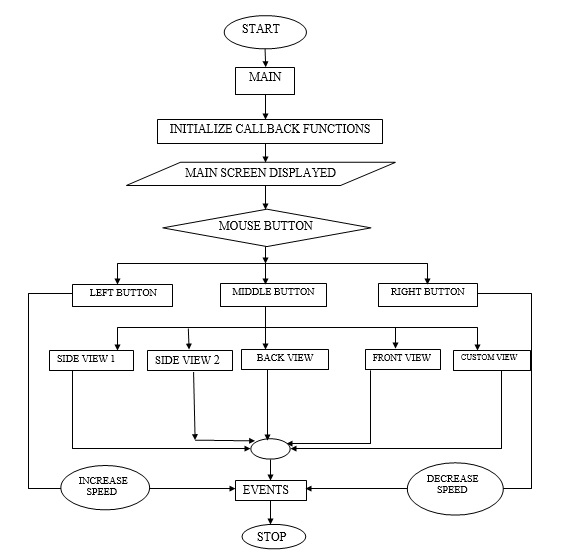 START
MAIN
INITIALIZE CALLBACK FUNCTIONS
MAIN SCREEN DISPLAYED
MOUSE BUTTON
LEFT BUTTON
MIDDLE BUTTON
RIGHT BUTTON
SIDE VIEW 1
SIDE VIEW 2
BACK VIEW
FRONT VIEW
CUSTOM VIEW
INCREASE
SPEED
EVENTS
DECREASE
SPEED
STOP